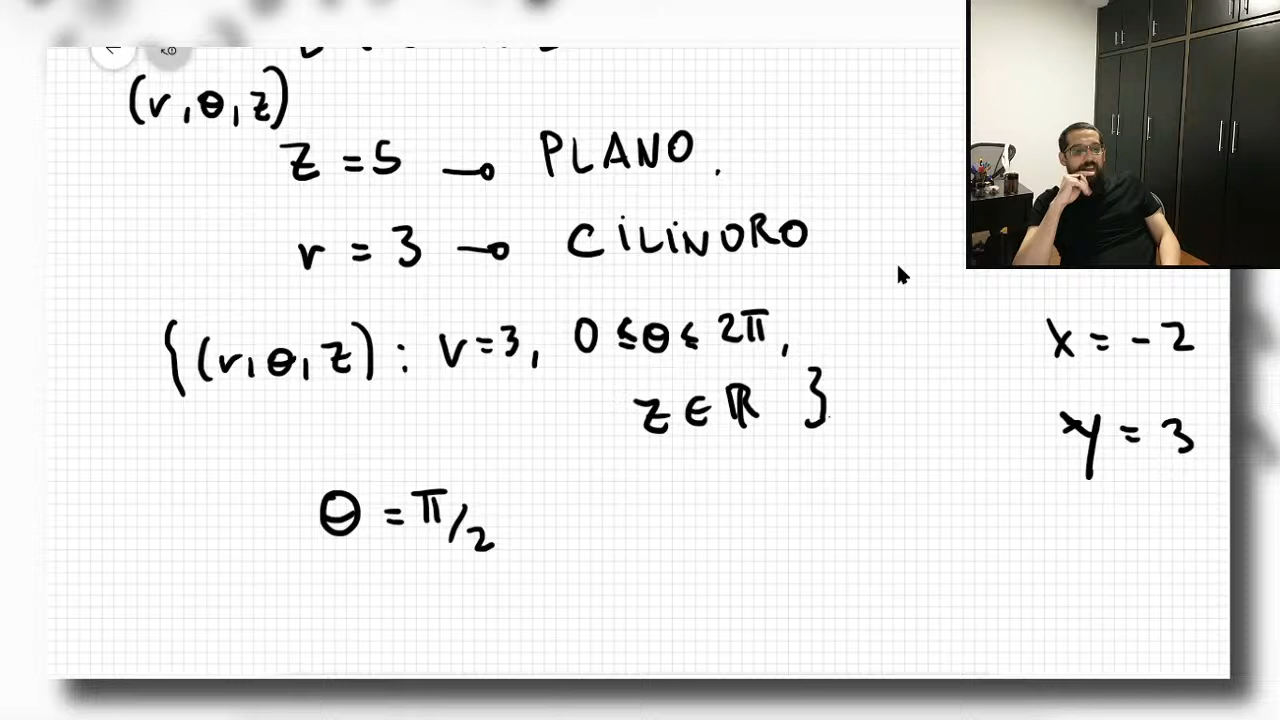 (r, θ, z)
z = 5 → PLANO.
r = 3 → CILINDRO
{(r, θ, z) : r = 3, 0 ≤ θ ≤ 2π,
z ∈ ℝ }
θ = π/2
x = -2
y = 3